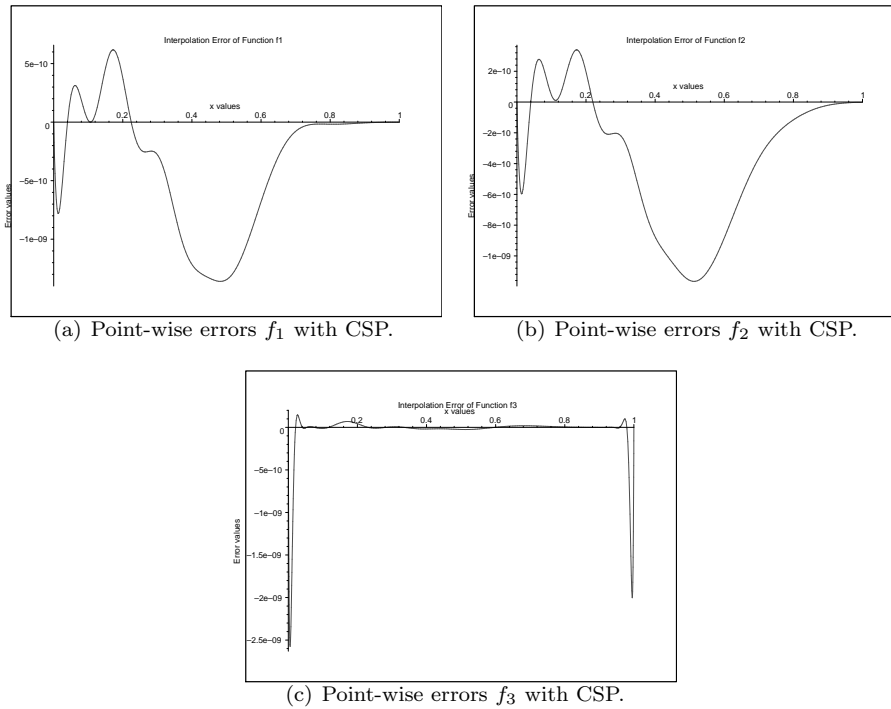 Interpolation Error of Function f1
5e-10
x values
0
0.2
0.4
0.6
0.8
1
−5e-10
−1e-09
Error values
(a) Point-wise errors f1 with CSP.
Interpolation Error of Function f2
2e-10
x values
0
0.2
0.4
0.6
0.8
1
−2e-10
−4e-10
−6e-10
−8e-10
−1e-09
Error values
(b) Point-wise errors f2 with CSP.
Interpolation Error of Function f3
x values
0
0.2
0.4
0.6
0.8
1
−5e-10
−1e-09
−1.5e-09
−2e-09
−2.5e-09
Error values
(c) Point-wise errors f3 with CSP.